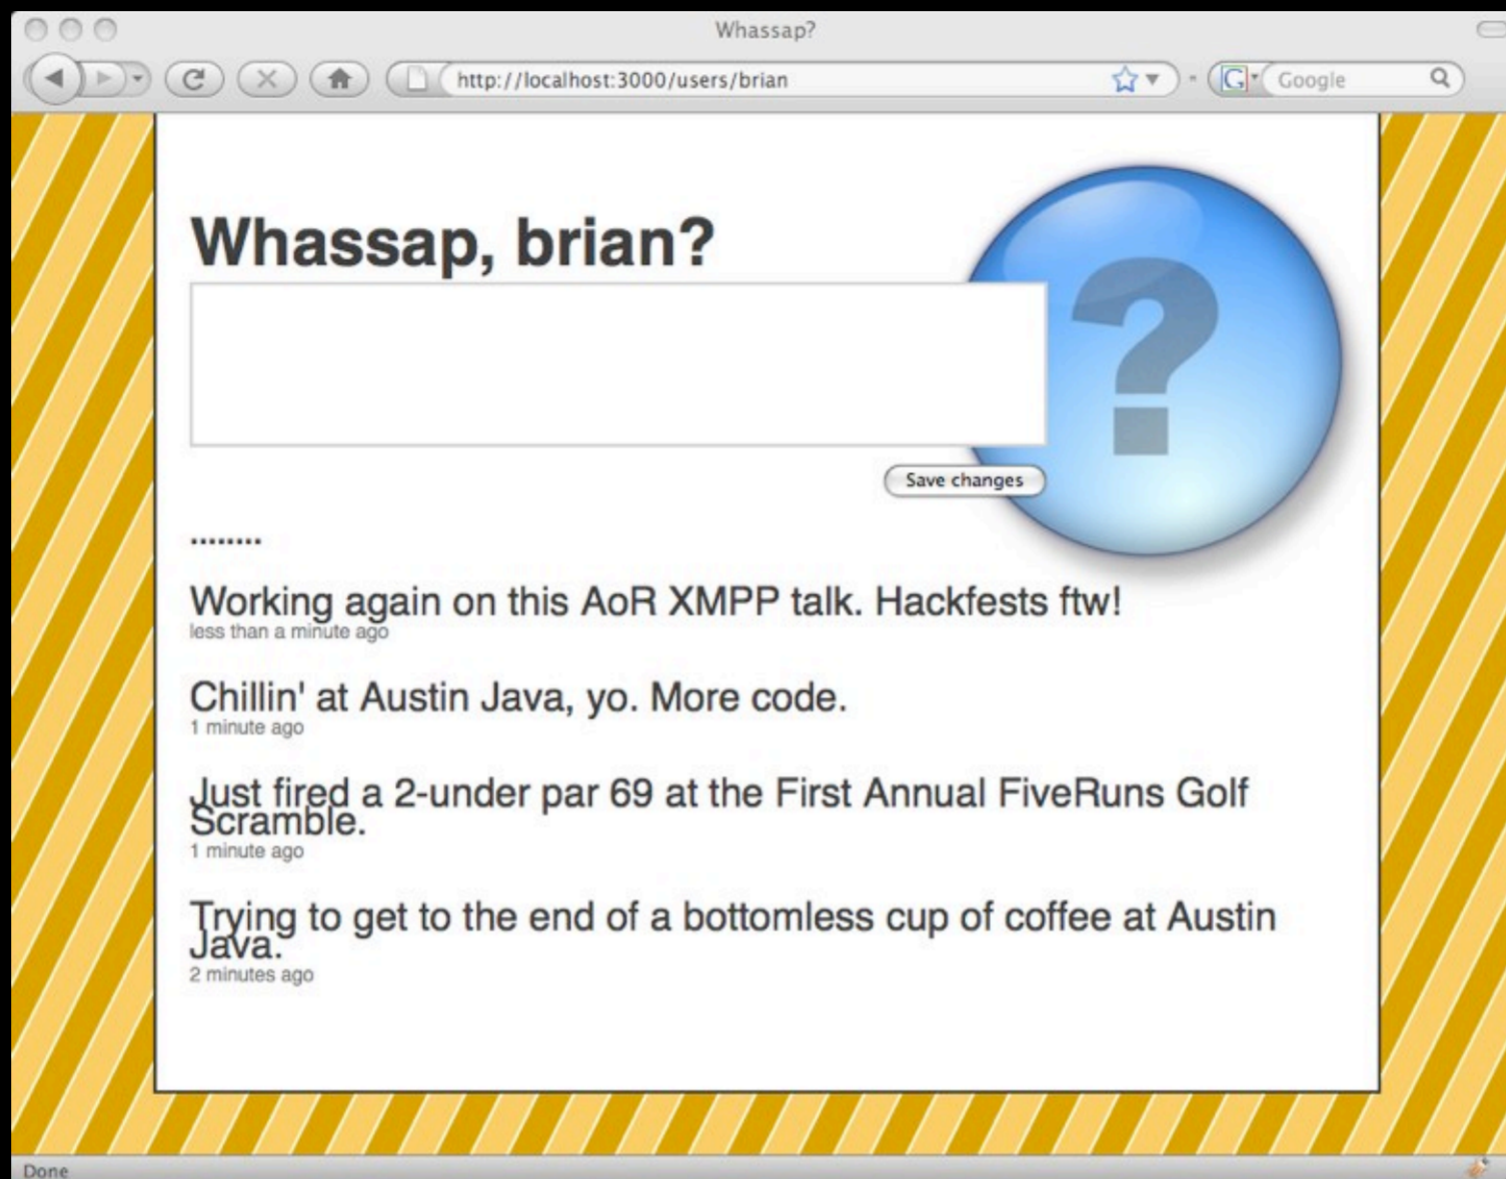 Whassap?
http://localhost:3000/users/brian
Google
Whassap, brian?
?
Save changes
........
Working again on this AoR XMPP talk. Hackfests ftw!
less than a minute ago
Chillin' at Austin Java, yo. More code.
1 minute ago
Just fired a 2-under par 69 at the First Annual FiveRuns Golf
Scramble.
1 minute ago
Trying to get to the end of a bottomless cup of coffee at Austin
Java.
2 minutes ago
Done